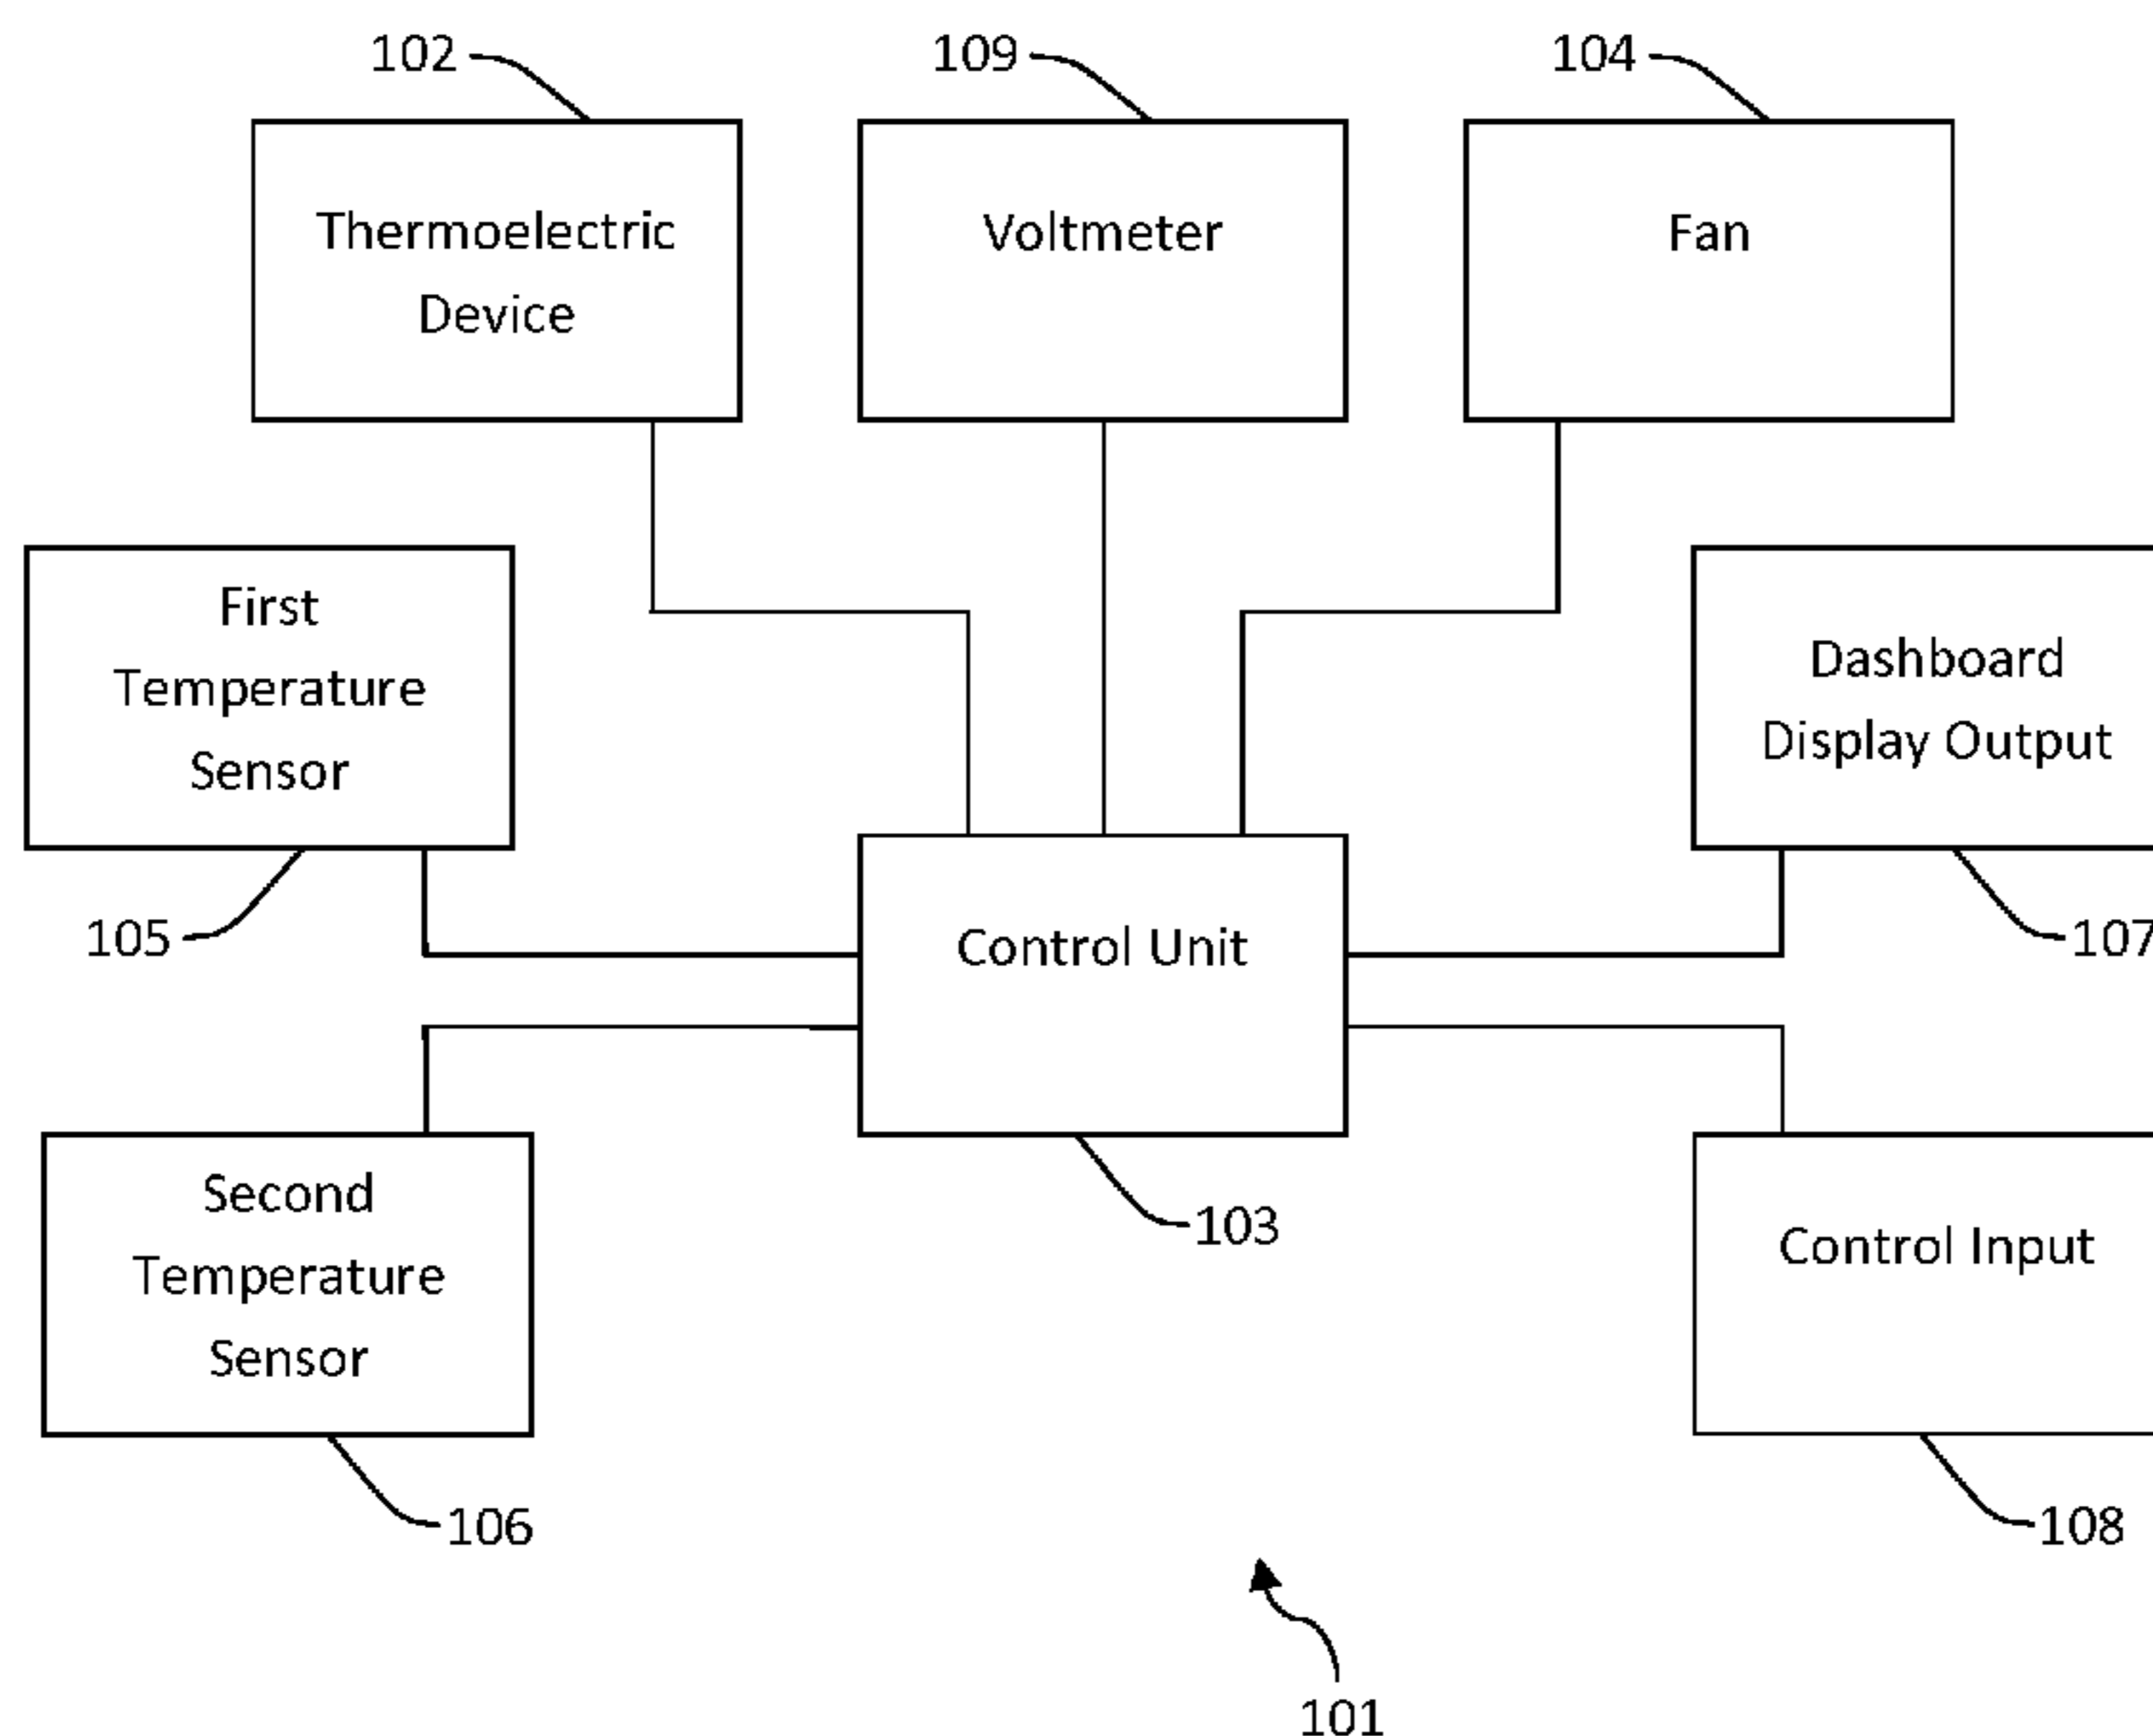 102
109
104
Thermoelectric
Device
Voltmeter
Fan
First
Temperature
Sensor
Dashboard
Display Output
105
Control Unit
107
Second
Temperature
Sensor
103
Control Input
106
108
101